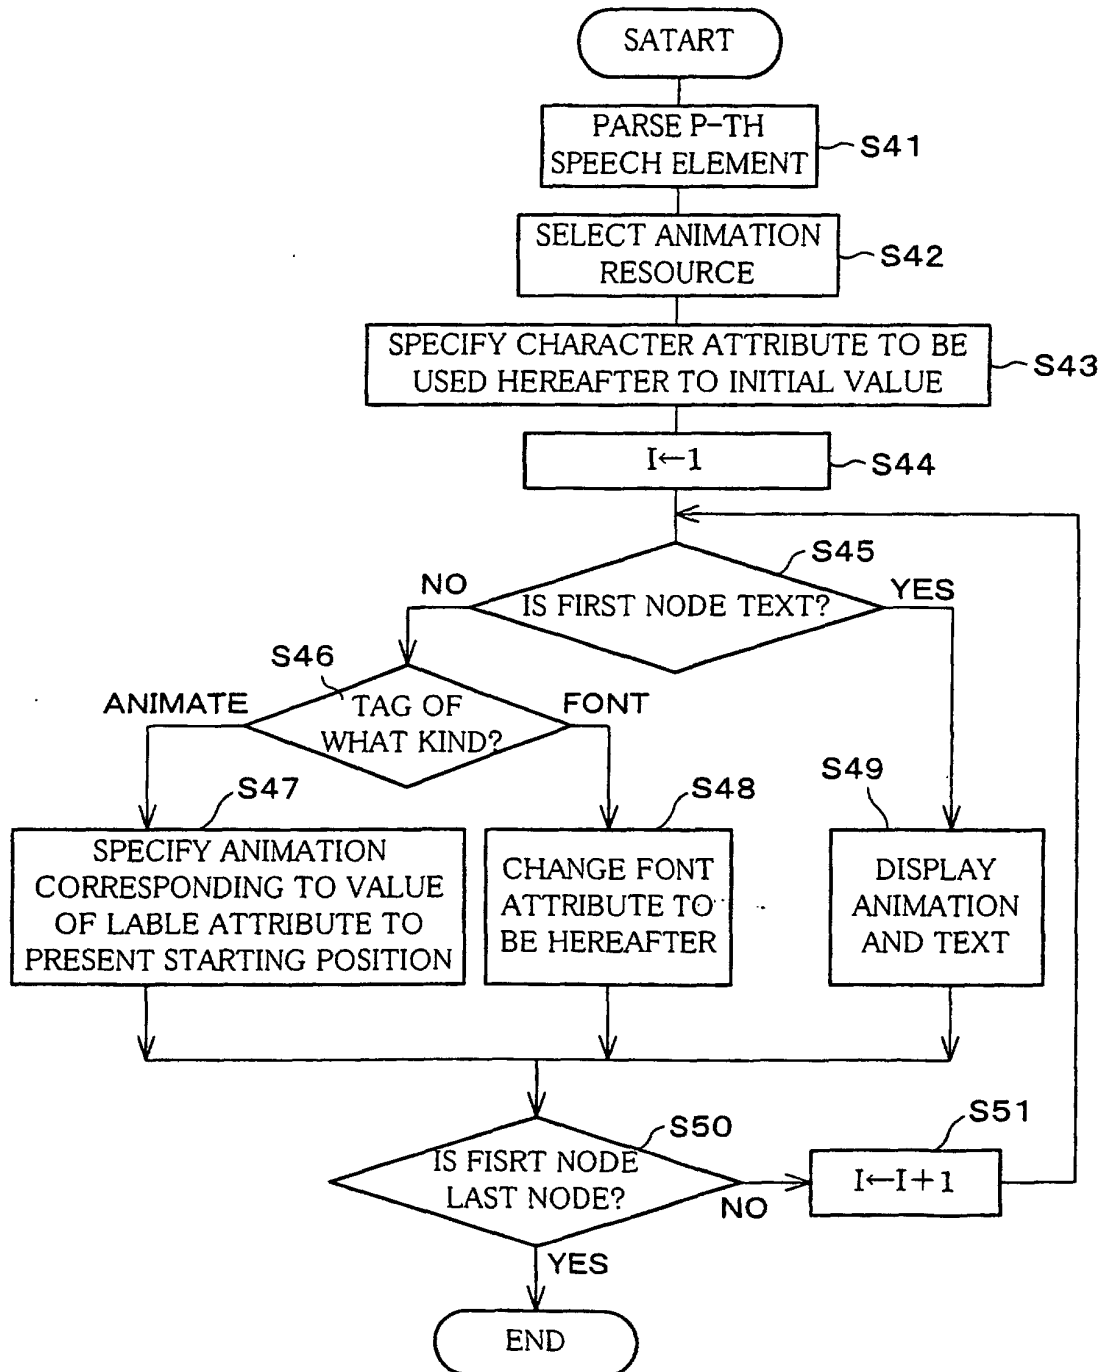 SATART
PARSE P-TH
SPEECH ELEMENT
S41
SELECT ANIMATION
RESOURCE
S42
SPECIFY CHARACTER ATTRIBUTE TO BE
USED HEREAFTER TO INITIAL VALUE
S43
I←1
S44
S45
NO
IS FIRST NODE TEXT?
YES
S46
ANIMATE
TAG OF
WHAT KIND?
FONT
S47
SPECIFY ANIMATION
CORRESPONDING TO VALUE
OF LABLE ATTRIBUTE TO
PRESENT STARTING POSITION
S48
CHANGE FONT
ATTRIBUTE TO
BE HEREAFTER
S49
DISPLAY
ANIMATION
AND TEXT
S50
IS FISRT NODE
LAST NODE?
NO
S51
I←I+1
YES
END